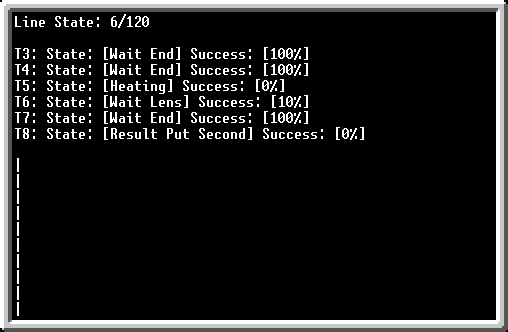 Line State: 6/120
T3: State: [Wait End] Success: [100%]
T4: State: [Wait End] Success: [100%]
T5: State: [Heating] Success: [0%]
T6: State: [Wait Lens] Success: [10%]
T7: State: [Wait End] Success: [100%]
T8: State: [Result Put Second] Success: [0%]
|
|
|
|
|
|
|
|
|
|